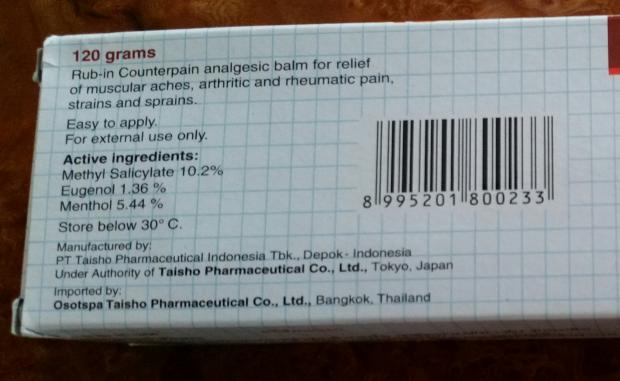 120 grams
Rub-in Counterpain analgesic balm for relief
of muscular aches, arthritic and rheumatic pain,
strains and sprains.
Easy to apply.
For external use only.
Active ingredients:
Methyl Salicylate 10.2%
Eugenol 1.36 %
Menthol 5.44 %
Store below 30° C.
Manufactured by:
PT Taisho Pharmaceutical Indonesia Tbk., Depok - Indonesia
Under Authority of Taisho Pharmaceutical Co., Ltd., Tokyo, Japan
Imported by:
Osotspa Taisho Pharmaceutical Co., Ltd., Bangkok, Thailand
8 995201 800233